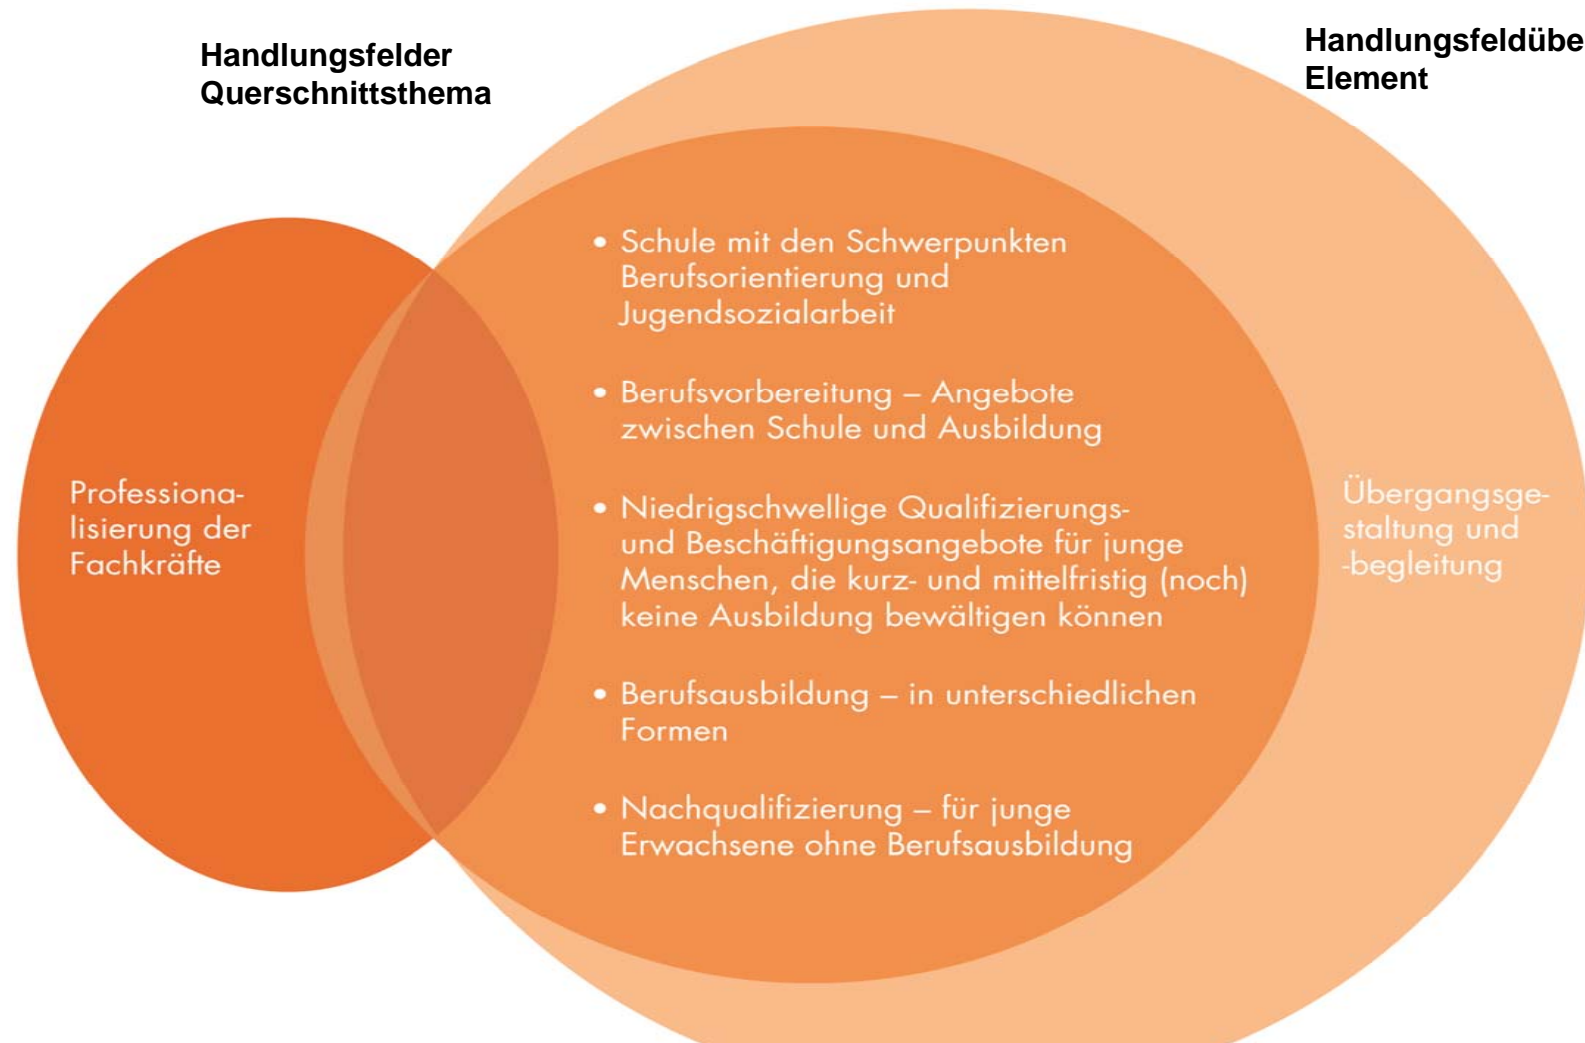 Handlungsfelder
Querschnittsthema
Handlungsfeldübe
Element
Professiona-
lisierung der
Fachkräfte
• Schule mit den Schwerpunkten
Berufsorientierung und
Jugendsozialarbeit
• Berufsvorbereitung – Angebote
zwischen Schule und Ausbildung
• Niedrigschwellige Qualifizierungs-
und Beschäftigungsangebote für junge
Menschen, die kurz- und mittelfristig (noch)
keine Ausbildung bewältigen können
• Berufsausbildung – in unterschiedlichen
Formen
• Nachqualifizierung – für junge
Erwachsene ohne Berufsausbildung
Übergangsge-
staltung und
-begleitung